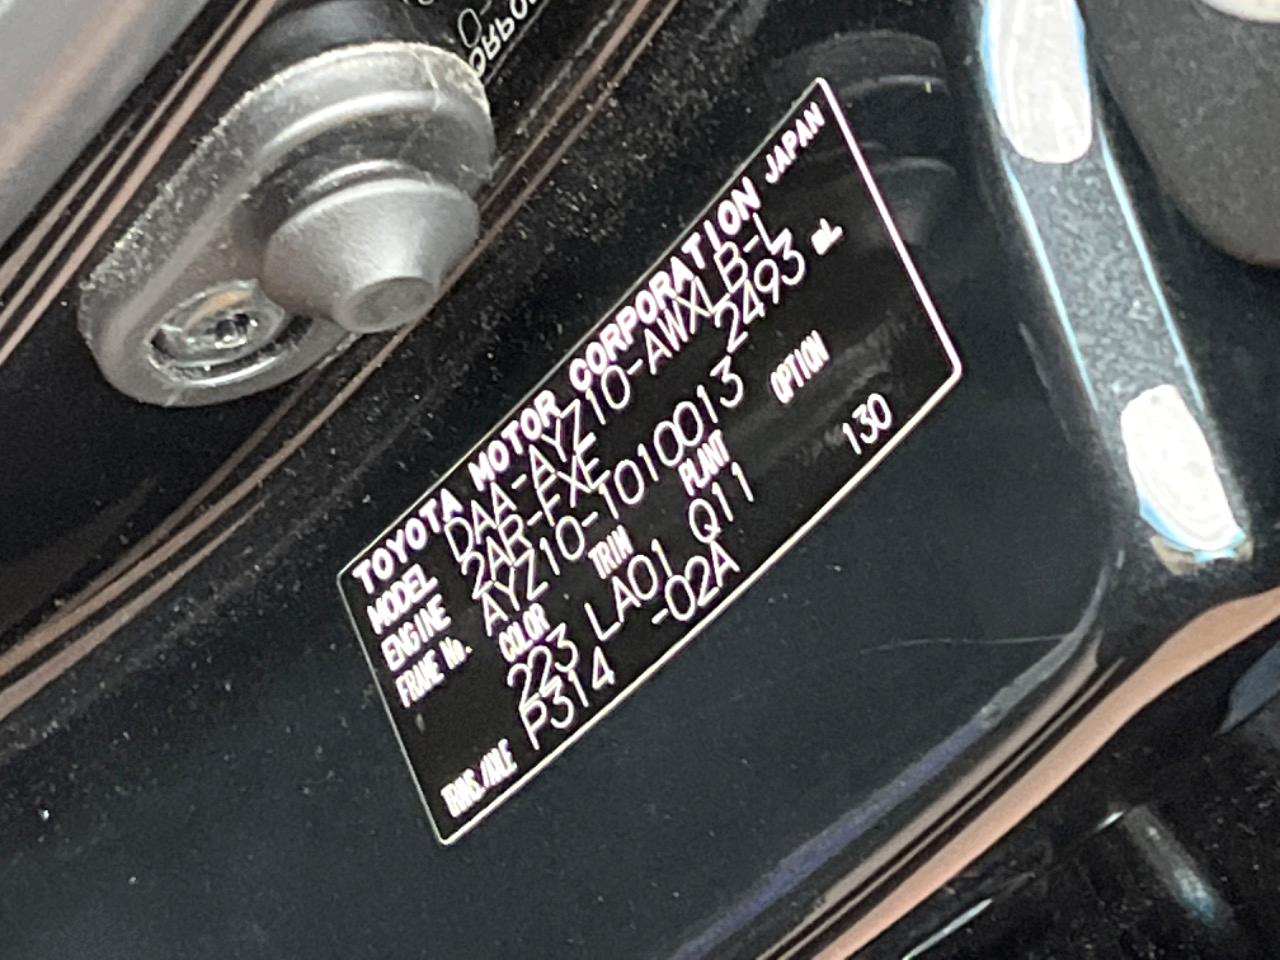 TOYOTA MOTOR CORPORATION JAPAN
MODEL DAA-AYZ10-AWXLB-L
ENGINE 2AR-FXE 2493 mL
FRAME No. AYZ10-1010013
COLOR TRIM PLANT OPTION
223 LA01 Q11 130
TRANS./AXLE P314 -02A